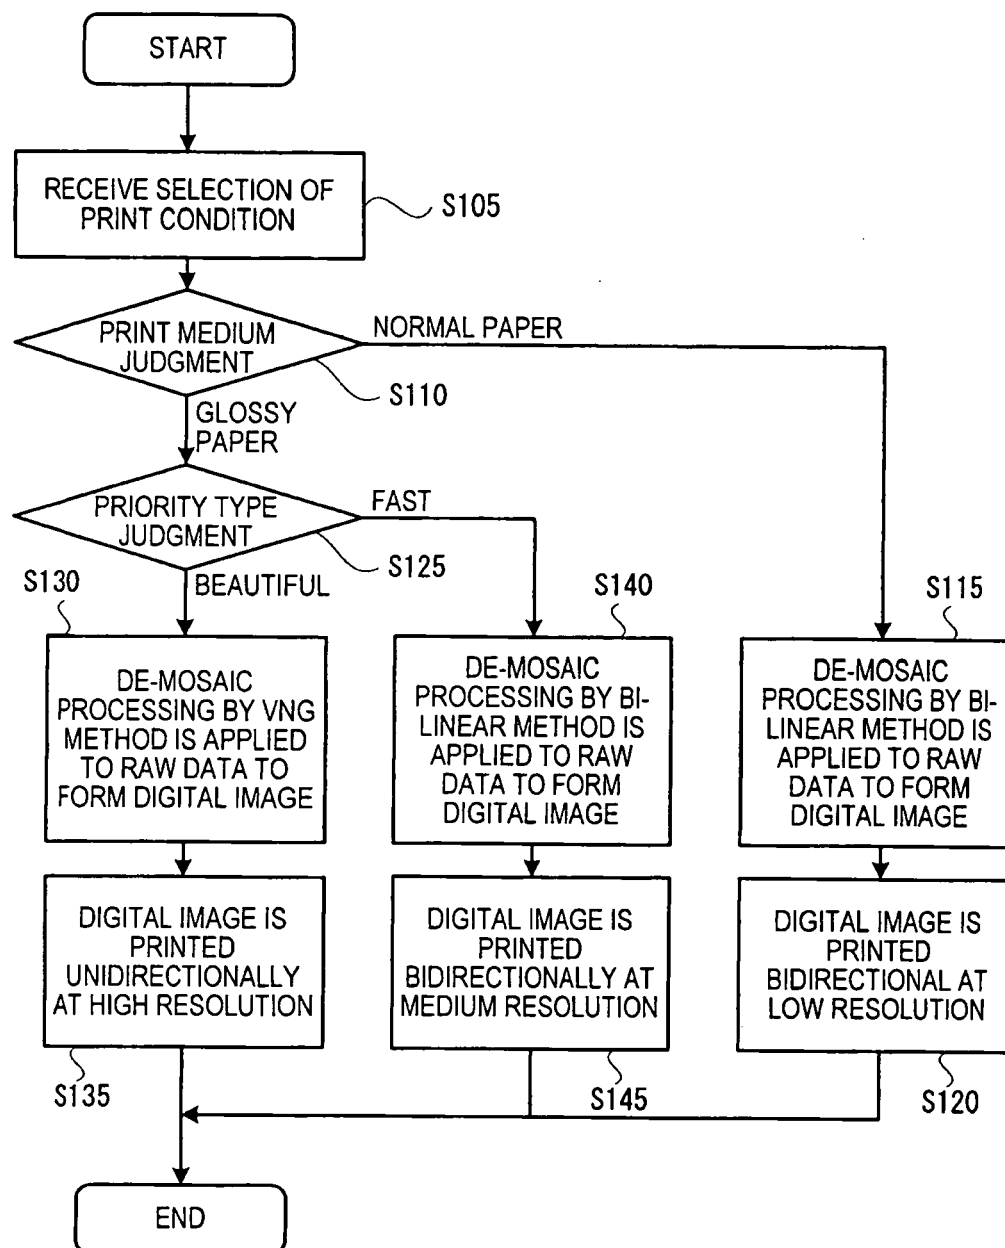 START
RECEIVE SELECTION OF
PRINT CONDITION
S105
PRINT MEDIUM
JUDGMENT
NORMAL PAPER
S110
GLOSSY
PAPER
PRIORITY TYPE
JUDGMENT
FAST
S125
BEAUTIFUL
S130
DE-MOSAIC
PROCESSING BY VNG
METHOD IS APPLIED
TO RAW DATA TO
FORM DIGITAL IMAGE
S140
DE-MOSAIC
PROCESSING BY BI-
LINEAR METHOD IS
APPLIED TO RAW
DATA TO FORM
DIGITAL IMAGE
S115
DE-MOSAIC
PROCESSING BY BI-
LINEAR METHOD IS
APPLIED TO RAW
DATA TO FORM
DIGITAL IMAGE
DIGITAL IMAGE IS
PRINTED
UNIDIRECTIONALLY
AT HIGH RESOLUTION
S135
DIGITAL IMAGE IS
PRINTED
BIDIRECTIONALLY AT
MEDIUM RESOLUTION
S145
DIGITAL IMAGE IS
PRINTED
BIDIRECTIONAL AT
LOW RESOLUTION
S120
END